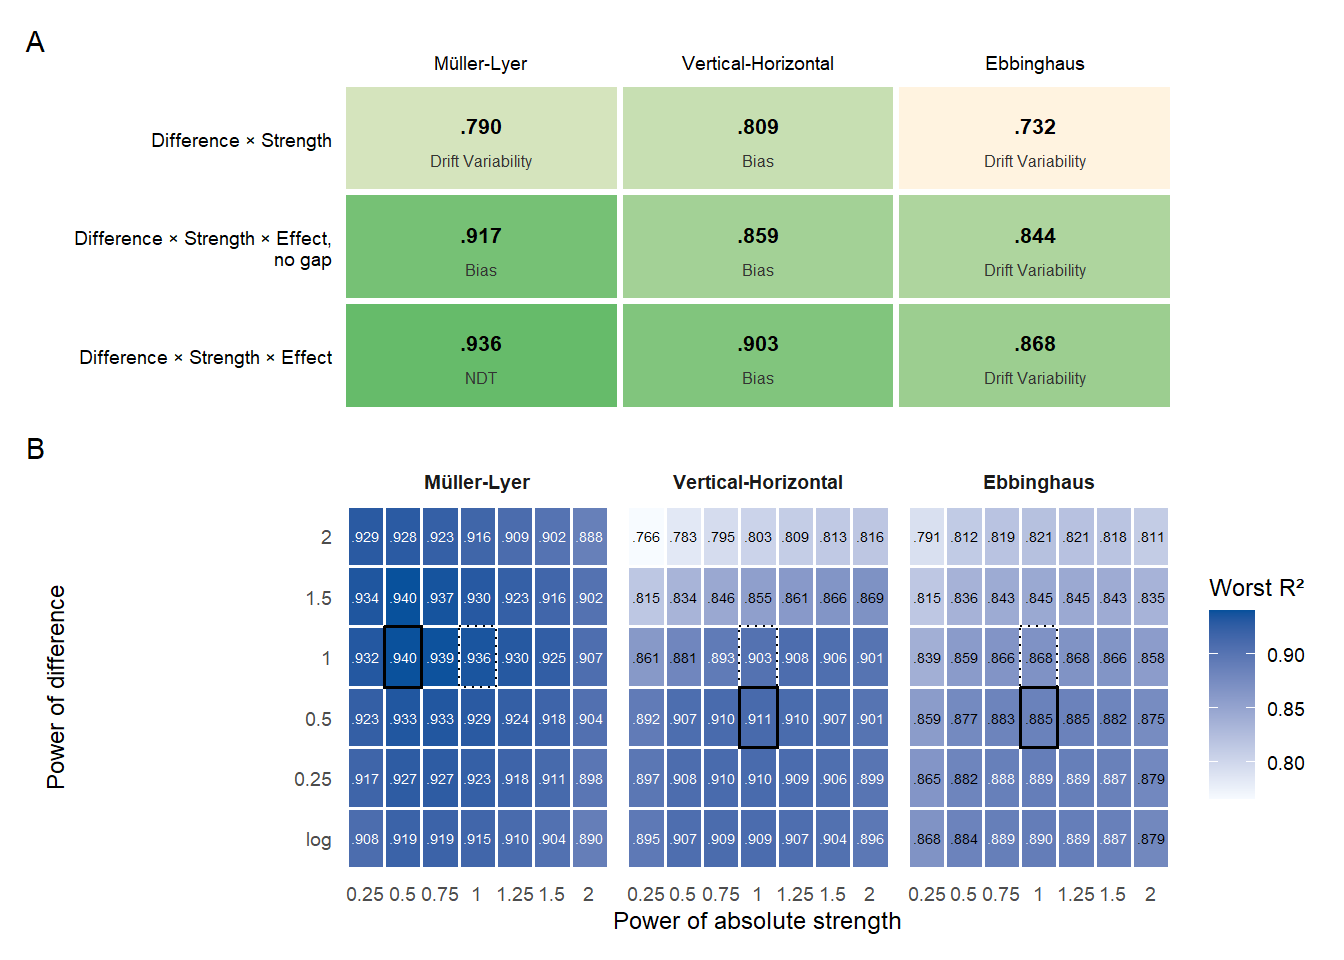 A
Müller-Lyer Vertical-Horizontal Ebbinghaus
Difference × Strength .790 .809 .732
Drift Variability Bias Drift Variability
Difference × Strength × Effect,
no gap
.917 .859 .844
Bias Bias Drift Variability
Difference × Strength × Effect .936 .903 .868
NDT Bias Drift Variability
B
Müller-Lyer Vertical-Horizontal Ebbinghaus
2 .929 .928 .923 .916 .909 .902 .888 .766 .783 .795 .803 .809 .813 .816 .791 .812 .819 .821 .821 .818 .811
1.5 .934 .940 .937 .930 .923 .916 .902 .815 .834 .846 .855 .861 .866 .869 .815 .836 .843 .845 .845 .843 .835
1 .932 .940 .939 .936 .930 .925 .907 .861 .881 .893 .903 .908 .906 .901 .839 .859 .866 .868 .868 .866 .858
0.5 .923 .933 .933 .929 .924 .918 .904 .892 .907 .910 .911 .910 .907 .901 .859 .877 .883 .885 .885 .882 .875
0.25 .917 .927 .927 .923 .918 .911 .898 .897 .908 .910 .910 .909 .906 .899 .865 .882 .888 .889 .889 .887 .879
log .908 .919 .919 .915 .910 .904 .890 .895 .907 .909 .909 .907 .904 .896 .868 .884 .889 .890 .889 .887 .879
0.25 0.5 0.75 1 1.25 1.5 2 0.25 0.5 0.75 1 1.25 1.5 2 0.25 0.5 0.75 1 1.25 1.5 2
Power of difference
Power of absolute strength
Worst R²
0.90
0.85
0.80